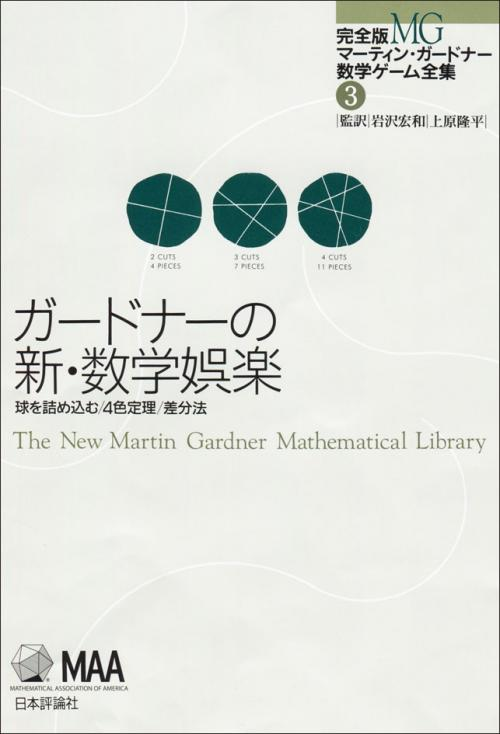 完全版MG
マーティン・ガードナー
数学ゲーム全集
3
|監訳|岩沢宏和|上原隆平|
2 CUTS
4 PIECES
3 CUTS
7 PIECES
4 CUTS
11 PIECES
ガードナーの
新・数学娯楽
球を詰め込む/4色定理/差分法
The New Martin Gardner Mathematical Library
MAA
MATHEMATICAL ASSOCIATION OF AMERICA
日本評論社